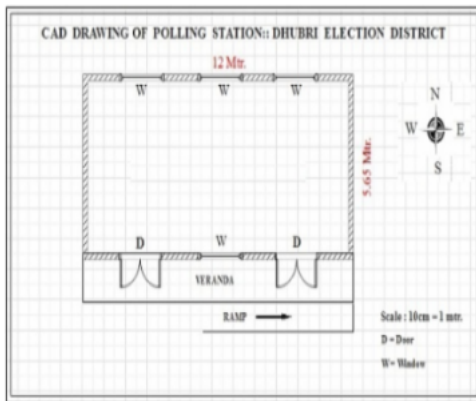 CAD DRAWING OF POLLING STATION:: DHUBRI ELECTION DISTRICT
12 Mtr.
W W W
N
W E
S
5.65 Mtr.
D W D
VERANDA
RAMP
Scale : 10cm = 1 mtr.
D = Door
W= Window